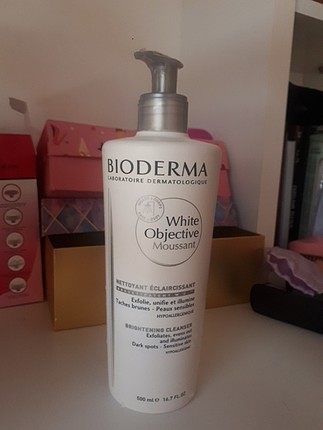 BIODERMA
LABORATOIRE DERMATOLOGIQUE
White
Objective
Moussant
NETTOYANT ÉCLAIRCISSANT
Exfolie, unifie et illumine
Taches brunes - Peaux sensibles
HYPOALLERGÉNIQUE
BRIGHTENING CLEANSER
Exfoliates, evens out
and illuminates
Dark spots - Sensitive skin
HYPOALLERGENIC
500 ml ℮ 16.7 FL OZ